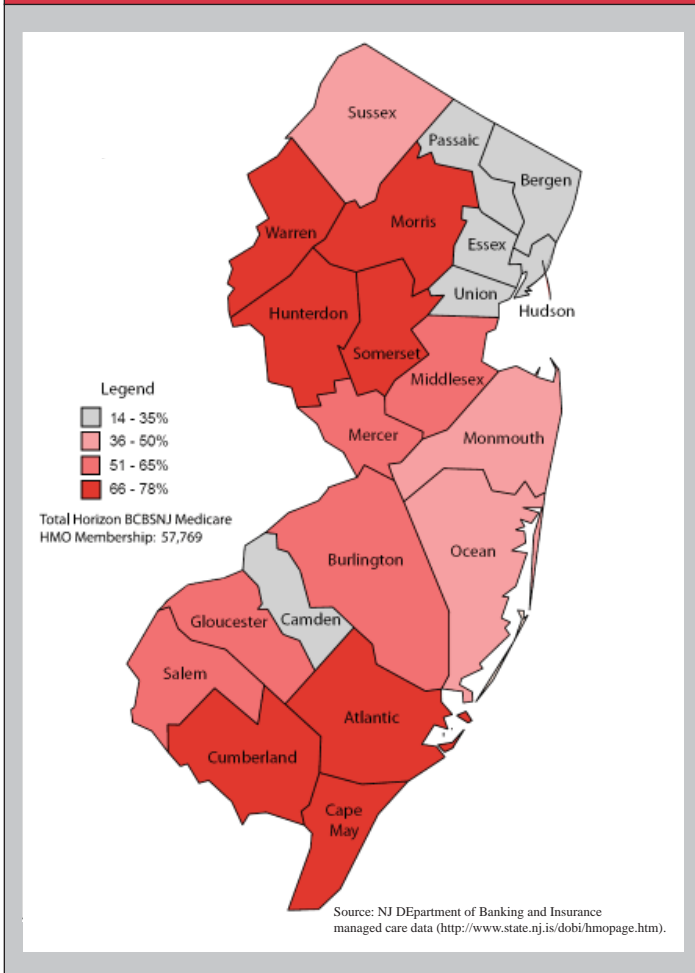 Sussex
Passaic
Bergen
Warren
Morris
Essex
Union
Hudson
Hunterdon
Somerset
Middlesex
Mercer
Monmouth
Legend
14 - 35%
36 - 50%
51 - 65%
66 - 78%
Total Horizon BCBSNJ Medicare
HMO Membership: 57,769
Burlington
Ocean
Gloucester
Camden
Salem
Atlantic
Cumberland
Cape
May
Source: NJ DEpartment of Banking and Insurance
managed care data (http://www.state.nj.is/dobi/hmopage.htm).